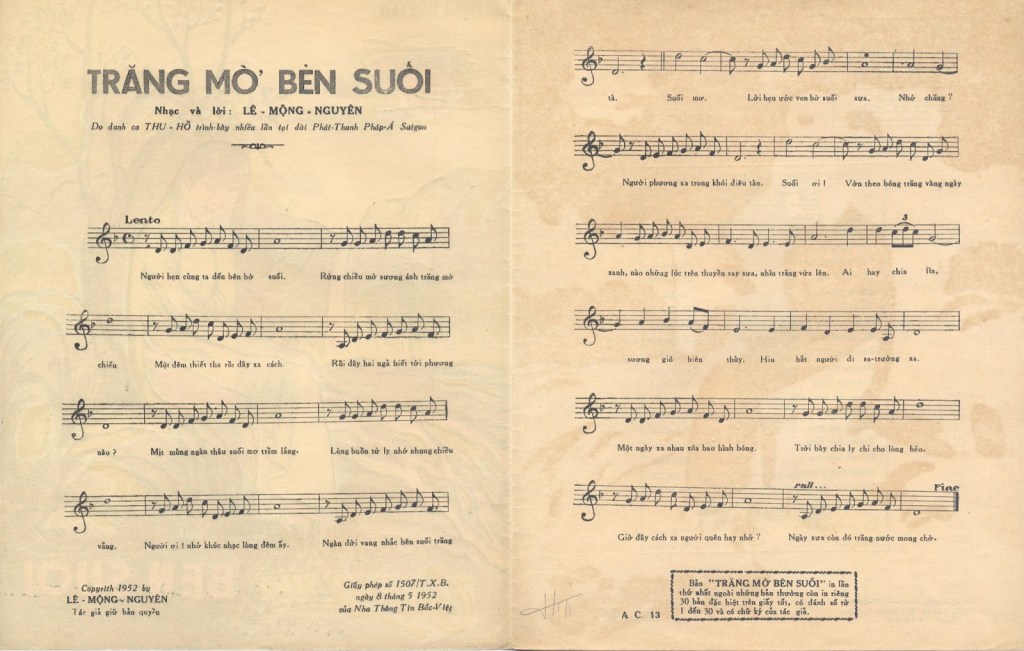 TRĂNG MỜ BÊN SUỐI
Nhạc và lời : LÊ - MỘNG - NGUYÊN
Do danh ca THU - HỒ trình-bày nhiều lần tại đài Phát-Thanh Pháp-Á Saigon
Lento
Người hẹn cùng ta đến bên bờ suối. Rừng chiều mờ sương ánh trăng mờ
chiếu Một đêm thiết tha rồi đây xa cách. Rồi đây hai ngả biết tới phương
nào ? Mịt mùng ngàn thâu suối mơ trầm lắng. Lòng buồn từ ly nhớ nhung chiều
vắng. Người ơi ! nhớ khúc nhạc lòng đêm ấy. Ngàn đời vang nhắc bên suối trăng
Copyrith 1952 by
LÊ - MỘNG - NGUYÊN
Tác giả giữ bản quyền
Giấy phép số 1507/T.X.B.
ngày 8 tháng 5 1952
của Nha Thông Tin Bắc-Việt
tà. Suối mơ. Lời hẹn ước ven bờ suối xưa. Nhớ chăng ?
Người phương xa trong khói điêu tàn. Suối ơi ! Vờn theo bóng trăng vàng ngày
xanh, nào những lúc trên thuyền say sưa, nhìn trăng vừa lên. Ai hay chia lìa,
3
sương gió biên thùy. Hiu hắt người đi sa-trường xa.
Một ngày xa nhau xóa bao hình bóng. Trời bày chia ly chi cho lòng héo.
rall...
Fine
Giờ đây cách xa người quên hay nhớ ? Ngày xưa còn đó trăng nước mong chờ.
A C. 13
Bản "TRĂNG MỜ BÊN SUỐI" in lần
thứ nhất ngoài những bản thường còn in riêng
30 bản đặc biệt trên giấy tốt, có đánh số từ
1 đến 30 và có chữ ký của tác giả.